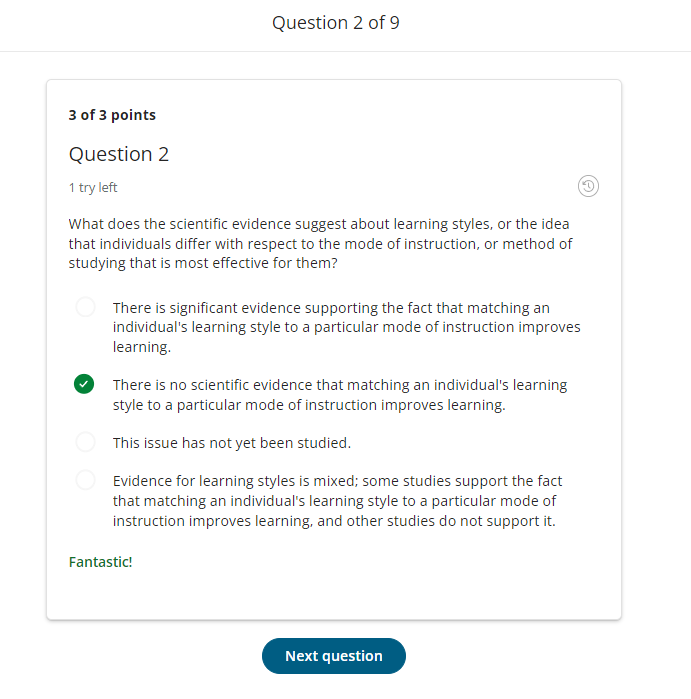 Question 2 of 9
3 of 3 points
Question 2
1 try left
What does the scientific evidence suggest about learning styles, or the idea
that individuals differ with respect to the mode of instruction, or method of
studying that is most effective for them?
There is significant evidence supporting the fact that matching an
individual's learning style to a particular mode of instruction improves
learning.
There is no scientific evidence that matching an individual's learning
style to a particular mode of instruction improves learning.
This issue has not yet been studied.
Evidence for learning styles is mixed; some studies support the fact
that matching an individual's learning style to a particular mode of
instruction improves learning, and other studies do not support it.
Fantastic!
Next question